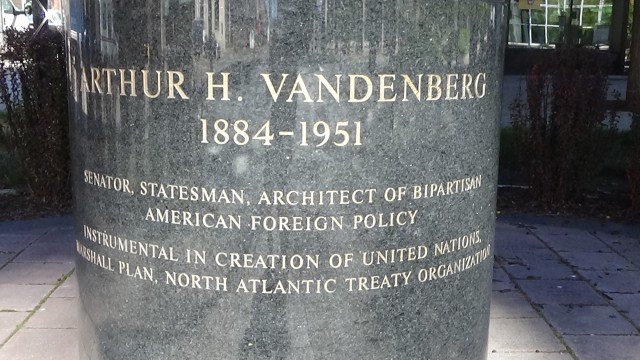 ARTHUR H. VANDENBERG
1884-1951
SENATOR, STATESMAN, ARCHITECT OF BIPARTISAN
AMERICAN FOREIGN POLICY
INSTRUMENTAL IN CREATION OF UNITED NATIONS,
MARSHALL PLAN, NORTH ATLANTIC TREATY ORGANIZATION